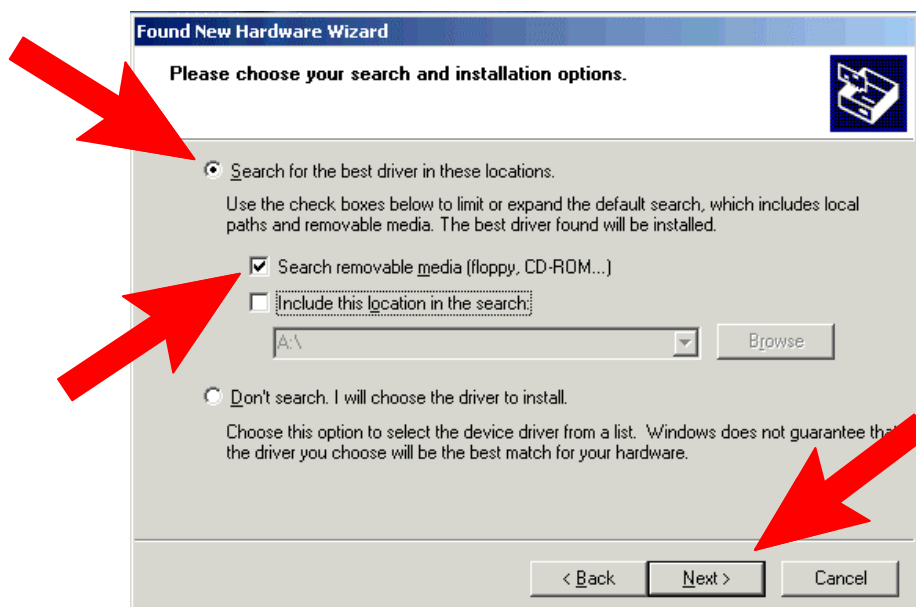 Found New Hardware Wizard
Please choose your search and installation options.
Search for the best driver in these locations.
Use the check boxes below to limit or expand the default search, which includes local
paths and removable media. The best driver found will be installed.
Search removable media (floppy, CD-ROM...)
Include this location in the search:
A:\
Browse
Don't search. I will choose the driver to install.
Choose this option to select the device driver from a list. Windows does not guarantee that
the driver you choose will be the best match for your hardware.
< Back
Next >
Cancel